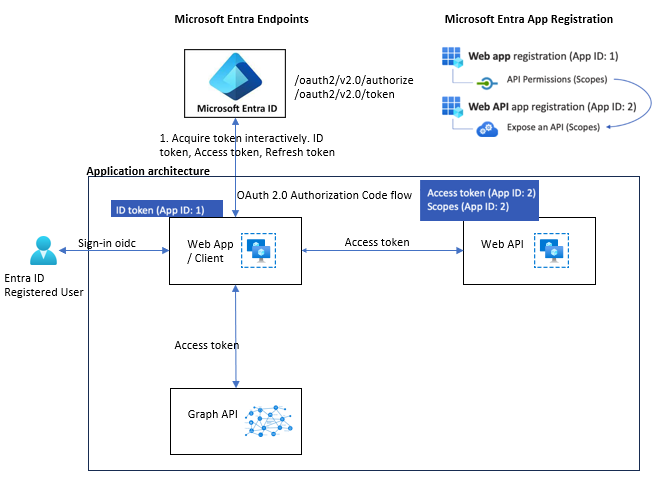 Microsoft Entra Endpoints
Microsoft Entra App Registration
Microsoft Entra ID
/oauth2/v2.0/authorize
/oauth2/v2.0/token
Web app registration (App ID: 1)
API Permissions (Scopes)
Web API app registration (App ID: 2)
Expose an API (Scopes)
1. Acquire token interactively. ID
token, Access token, Refresh token
Application architecture
OAuth 2.0 Authorization Code flow
ID token (App ID: 1)
Access token (App ID: 2)
Scopes (App ID: 2)
Entra ID
Registered User
Sign-in oidc
Web App
/ Client
Access token
Web API
Access token
Graph API